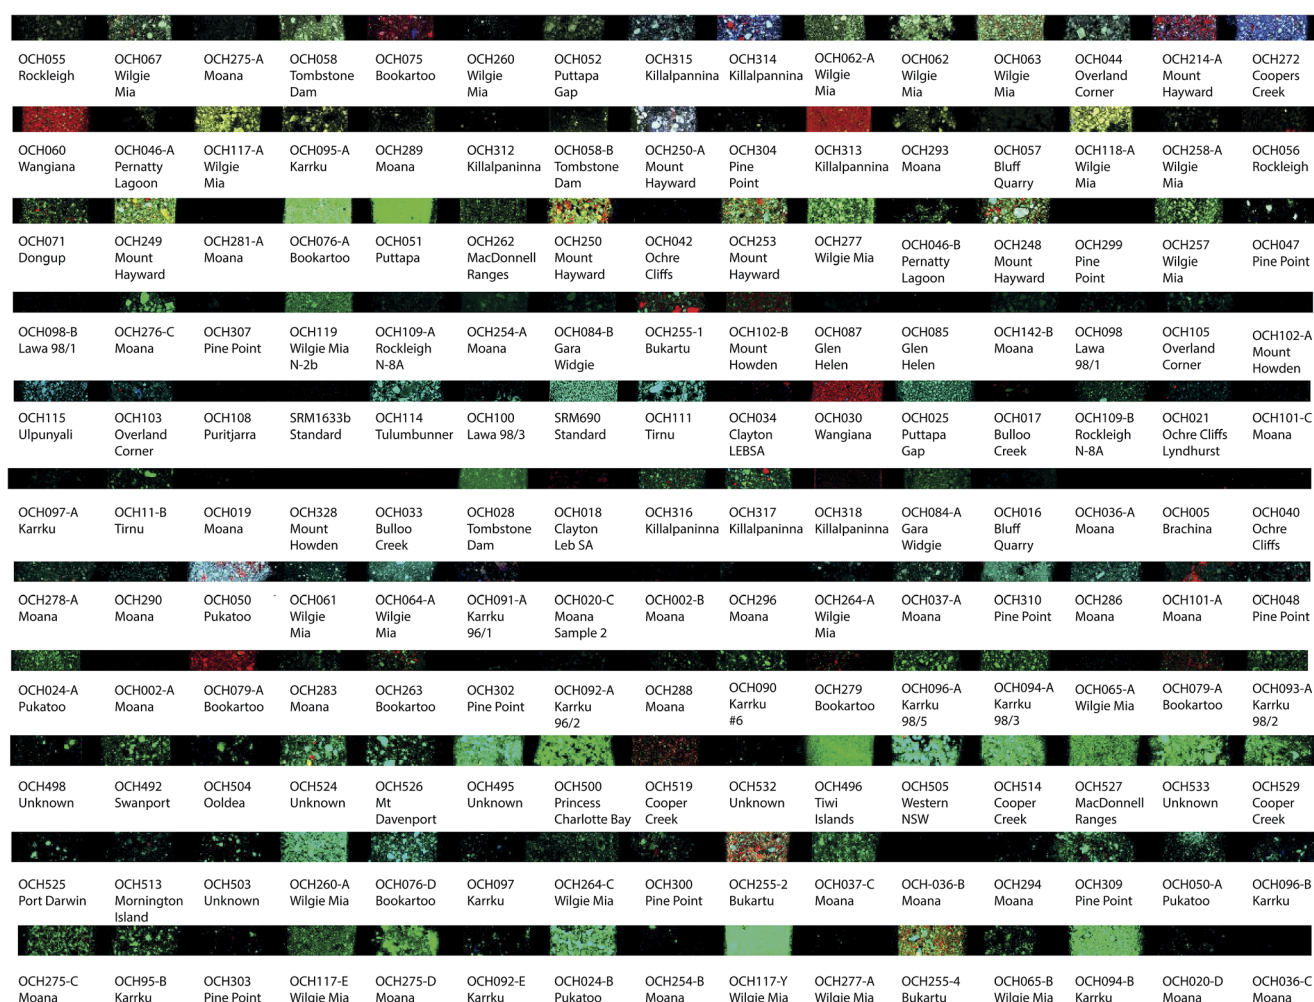 OCH055 OCH067 OCH275-A OCH058 OCH075 OCH260 OCH052 OCH315 OCH314 OCH062-A OCH062 OCH063 OCH044 OCH214-A OCH272
Rockleigh Wilgie Moana Tombstone Bookartoo Wilgie Puttapa Killalpannina Killalpannina Wilgie Wilgie Wilgie Overland Mount Coopers
Mia Dam Mia Gap Mia Mia Mia Corner Hayward Creek
OCH060 OCH046-A OCH117-A OCH095-A OCH289 OCH312 OCH058-B OCH250-A OCH304 OCH313 OCH293 OCH057 OCH118-A OCH258-A OCH056
Wangiana Pernatty Wilgie Karrku Moana Killalpaninna Tombstone Mount Pine Killalpannina Moana Bluff Wilgie Wilgie Rockleigh
Lagoon Mia Dam Hayward Point Quarry Mia Mia
OCH071 OCH249 OCH281-A OCH076-A OCH051 OCH262 OCH250 OCH042 OCH253 OCH277 OCH046-B OCH248 OCH299 OCH257 OCH047
Dongup Mount Moana Bookartoo Puttapa MacDonnell Mount Ochre Mount Wilgie Mia Pernatty Mount Pine Wilgie Pine Point
Hayward Ranges Hayward Cliffs Hayward Lagoon Hayward Point Mia
OCH098-B OCH276-C OCH307 OCH119 OCH109-A OCH254-A OCH084-B OCH255-1 OCH102-B OCH087 OCH085 OCH142-B OCH098 OCH105 OCH102-A
Lawa 98/1 Moana Pine Point Wilgie Mia Rockleigh Moana Gara Bukartu Mount Glen Glen Moana Lawa Overland Mount
N-2b N-8A Widgie Howden Helen Helen 98/1 Corner Howden
OCH115 OCH103 OCH108 SRM1633b OCH114 OCH100 SRM690 OCH111 OCH034 OCH030 OCH025 OCH017 OCH109-B OCH021 OCH101-C
Ulpunyali Overland Puritjarra Standard Tulumbunner Lawa 98/3 Standard Tirnu Clayton Wangiana Puttapa Bulloo Rockleigh Ochre Cliffs Moana
Corner LEBSA Gap Creek N-8A Lyndhurst
OCH097-A OCH11-B OCH019 OCH328 OCH033 OCH028 OCH018 OCH316 OCH317 OCH318 OCH084-A OCH016 OCH036-A OCH005 OCH040
Karrku Tirnu Moana Mount Bulloo Tombstone Clayton Killalpaninna Killalpaninna Killalpaninna Gara Bluff Moana Brachina Ochre
Howden Creek Dam Leb SA Widgie Quarry Cliffs
OCH278-A OCH290 OCH050 OCH061 OCH064-A OCH091-A OCH020-C OCH002-B OCH296 OCH264-A OCH037-A OCH310 OCH286 OCH101-A OCH048
Moana Moana Pukatoo Wilgie Wilgie Karrku Moana Moana Moana Wilgie Moana Pine Point Moana Moana Pine Point
Mia Mia 96/1 Sample 2 Mia
OCH024-A OCH002-A OCH079-A OCH283 OCH263 OCH302 OCH092-A OCH288 OCH090 OCH279 OCH096-A OCH094-A OCH065-A OCH079-A OCH093-A
Pukatoo Moana Bookartoo Moana Bookartoo Pine Point Karrku Moana Karrku Bookartoo Karrku Karrku Wilgie Mia Bookartoo Karrku
96/2 #6 98/5 98/3 98/2
OCH498 OCH492 OCH504 OCH524 OCH526 OCH495 OCH500 OCH519 OCH532 OCH496 OCH505 OCH514 OCH527 OCH533 OCH529
Unknown Swanport Ooldea Unknown Mt Unknown Princess Cooper Unknown Tiwi Western Cooper MacDonnell Unknown Cooper
Davenport Charlotte Bay Creek Islands NSW Creek Ranges Creek
OCH525 OCH513 OCH503 OCH260-A OCH076-D OCH097 OCH264-C OCH300 OCH255-2 OCH037-C OCH-036-B OCH294 OCH309 OCH050-A OCH096-B
Port Darwin Mornington Unknown Wilgie Mia Bookartoo Karrku Wilgie Mia Pine Point Bukartu Moana Moana Moana Pine Point Pukatoo Karrku
Island
OCH275-C OCH95-B OCH303 OCH117-E OCH275-D OCH092-E OCH024-B OCH254-B OCH117-Y OCH277-A OCH255-4 OCH065-B OCH094-B OCH020-D OCH036-C
Moana Karrku Pine Point Wilgie Mia Moana Karrku Pukatoo Moana Wilgie Mia Wilgie Mia Bukartu Wilgie Mia Karrku Moana Moana